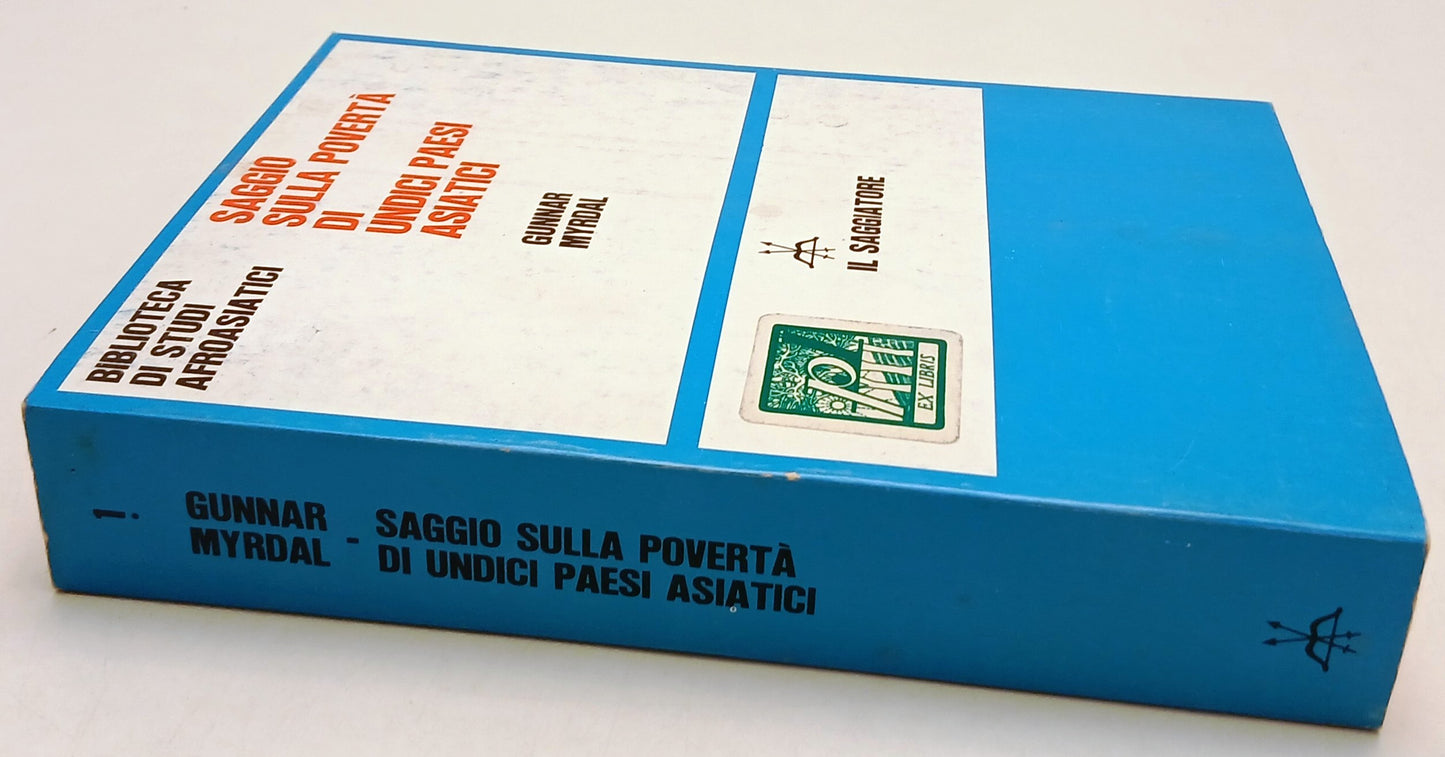 BIBLIOTECA
DI STUDI
AFROASIATICI
SAGGIO
SULLA POVERTÀ
DI
UNDICI PAESI
ASIATICI
GUNNAR
MYRDAL
IL SAGGIATORE
EX LIBRIS
1.
GUNNAR
MYRDAL - SAGGIO SULLA POVERTÀ
DI UNDICI PAESI ASIATICI